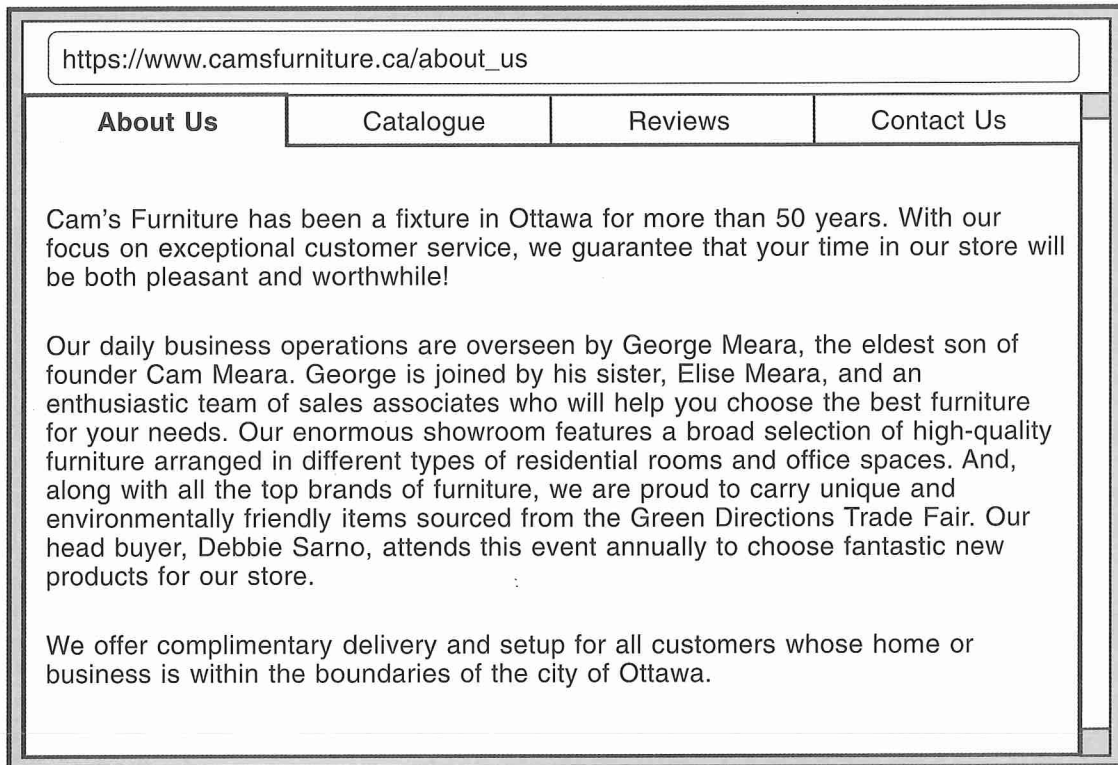 https://www.camsfurniture.ca/about_us
About Us
Catalogue
Reviews
Contact Us
Cam's Furniture has been a fixture in Ottawa for more than 50 years. With our
focus on exceptional customer service, we guarantee that your time in our store will
be both pleasant and worthwhile!
Our daily business operations are overseen by George Meara, the eldest son of
founder Cam Meara. George is joined by his sister, Elise Meara, and an
enthusiastic team of sales associates who will help you choose the best furniture
for your needs. Our enormous showroom features a broad selection of high-quality
furniture arranged in different types of residential rooms and office spaces. And,
along with all the top brands of furniture, we are proud to carry unique and
environmentally friendly items sourced from the Green Directions Trade Fair. Our
head buyer, Debbie Sarno, attends this event annually to choose fantastic new
products for our store.
We offer complimentary delivery and setup for all customers whose home or
business is within the boundaries of the city of Ottawa.